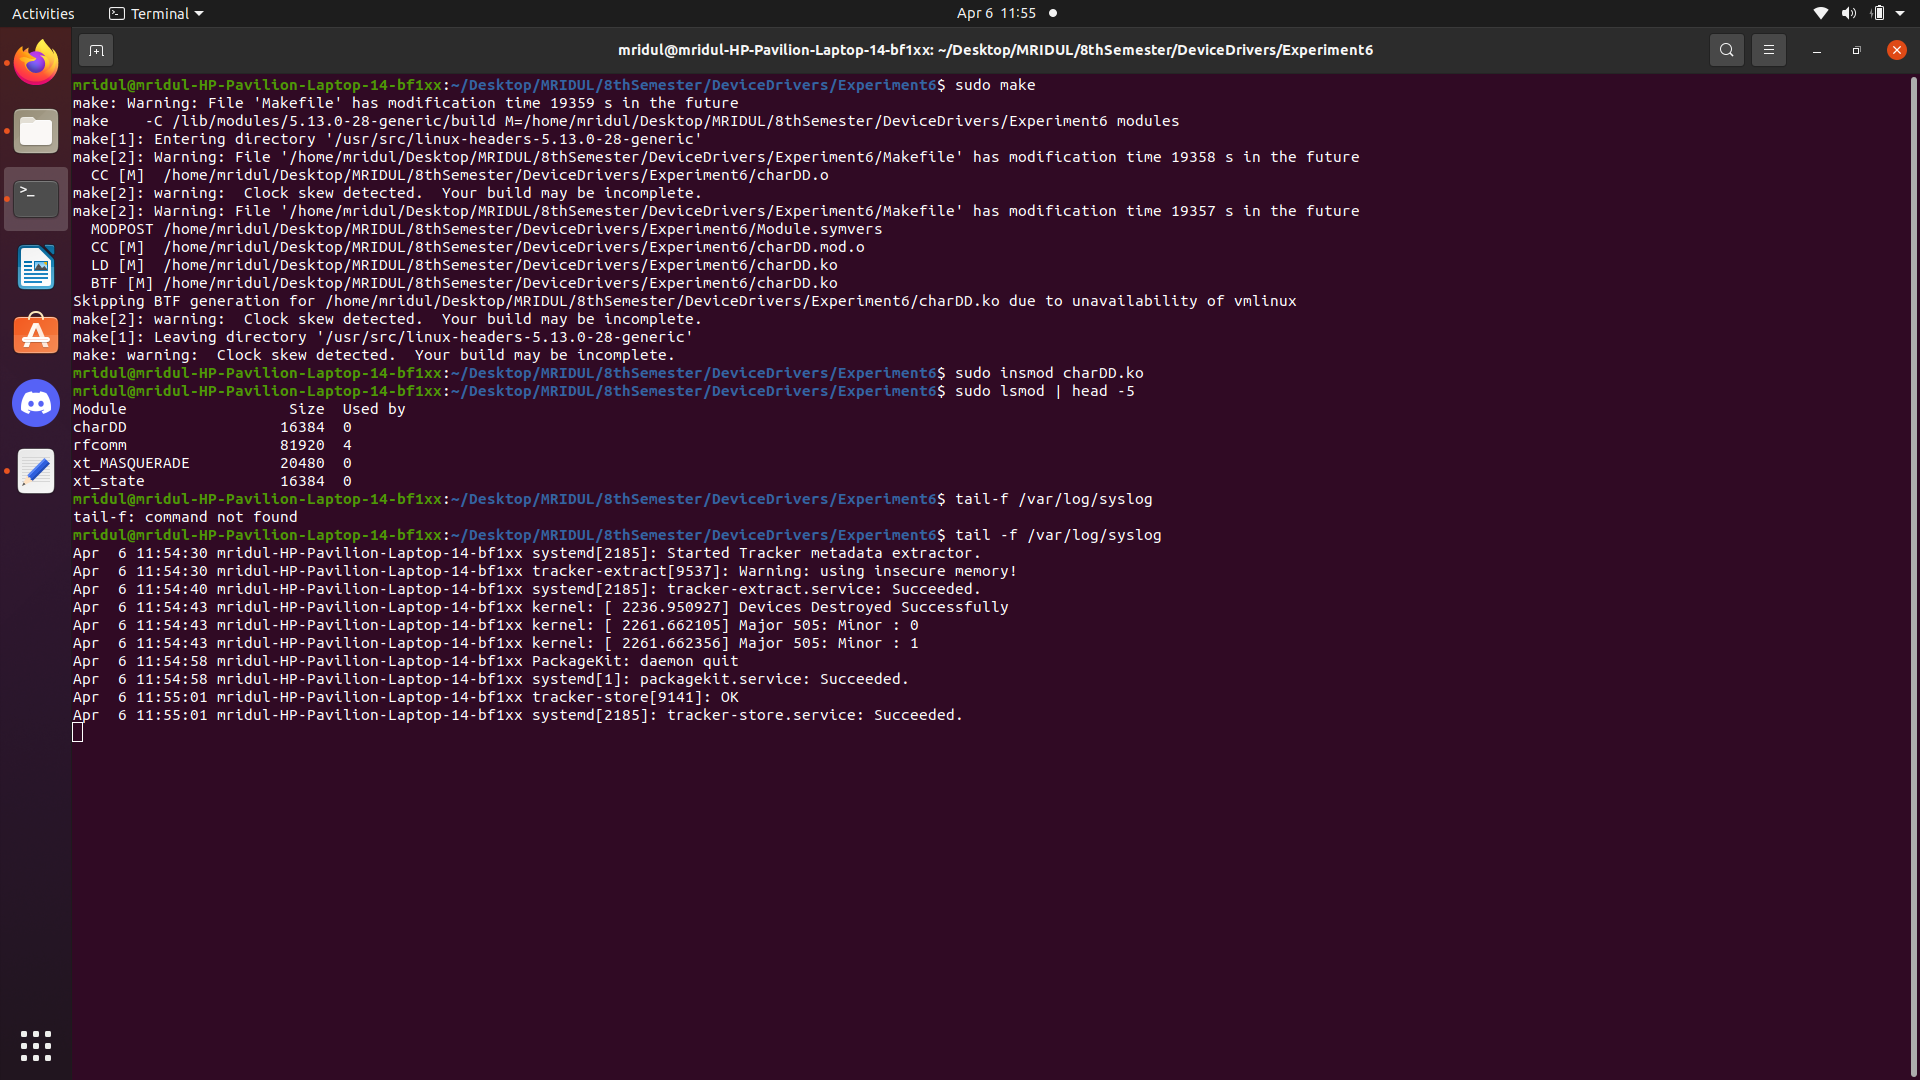 Activities Terminal Apr 6 11:55
mridul@mridul-HP-Pavilion-Laptop-14-bf1xx: ~/Desktop/MRIDUL/8thSemester/DeviceDrivers/Experiment6
mridul@mridul-HP-Pavilion-Laptop-14-bf1xx:~/Desktop/MRIDUL/8thSemester/DeviceDrivers/Experiment6$ sudo make
make: Warning: File 'Makefile' has modification time 19359 s in the future
make    -C /lib/modules/5.13.0-28-generic/build M=/home/mridul/Desktop/MRIDUL/8thSemester/DeviceDrivers/Experiment6 modules
make[1]: Entering directory '/usr/src/linux-headers-5.13.0-28-generic'
make[2]: Warning: File '/home/mridul/Desktop/MRIDUL/8thSemester/DeviceDrivers/Experiment6/Makefile' has modification time 19358 s in the future
  CC [M]  /home/mridul/Desktop/MRIDUL/8thSemester/DeviceDrivers/Experiment6/charDD.o
make[2]: warning:  Clock skew detected.  Your build may be incomplete.
make[2]: Warning: File '/home/mridul/Desktop/MRIDUL/8thSemester/DeviceDrivers/Experiment6/Makefile' has modification time 19357 s in the future
  MODPOST /home/mridul/Desktop/MRIDUL/8thSemester/DeviceDrivers/Experiment6/Module.symvers
  CC [M]  /home/mridul/Desktop/MRIDUL/8thSemester/DeviceDrivers/Experiment6/charDD.mod.o
  LD [M]  /home/mridul/Desktop/MRIDUL/8thSemester/DeviceDrivers/Experiment6/charDD.ko
  BTF [M] /home/mridul/Desktop/MRIDUL/8thSemester/DeviceDrivers/Experiment6/charDD.ko
Skipping BTF generation for /home/mridul/Desktop/MRIDUL/8thSemester/DeviceDrivers/Experiment6/charDD.ko due to unavailability of vmlinux
make[2]: warning:  Clock skew detected.  Your build may be incomplete.
make[1]: Leaving directory '/usr/src/linux-headers-5.13.0-28-generic'
make: warning:  Clock skew detected.  Your build may be incomplete.
mridul@mridul-HP-Pavilion-Laptop-14-bf1xx:~/Desktop/MRIDUL/8thSemester/DeviceDrivers/Experiment6$ sudo insmod charDD.ko
mridul@mridul-HP-Pavilion-Laptop-14-bf1xx:~/Desktop/MRIDUL/8thSemester/DeviceDrivers/Experiment6$ sudo lsmod | head -5
Module                  Size  Used by
charDD                 16384  0
rfcomm                 81920  4
xt_MASQUERADE          20480  0
xt_state               16384  0
mridul@mridul-HP-Pavilion-Laptop-14-bf1xx:~/Desktop/MRIDUL/8thSemester/DeviceDrivers/Experiment6$ tail-f /var/log/syslog
tail-f: command not found
mridul@mridul-HP-Pavilion-Laptop-14-bf1xx:~/Desktop/MRIDUL/8thSemester/DeviceDrivers/Experiment6$ tail -f /var/log/syslog
Apr  6 11:54:30 mridul-HP-Pavilion-Laptop-14-bf1xx systemd[2185]: Started Tracker metadata extractor.
Apr  6 11:54:30 mridul-HP-Pavilion-Laptop-14-bf1xx tracker-extract[9537]: Warning: using insecure memory!
Apr  6 11:54:40 mridul-HP-Pavilion-Laptop-14-bf1xx systemd[2185]: tracker-extract.service: Succeeded.
Apr  6 11:54:43 mridul-HP-Pavilion-Laptop-14-bf1xx kernel: [ 2236.950927] Devices Destroyed Successfully
Apr  6 11:54:43 mridul-HP-Pavilion-Laptop-14-bf1xx kernel: [ 2261.662105] Major 505: Minor : 0
Apr  6 11:54:43 mridul-HP-Pavilion-Laptop-14-bf1xx kernel: [ 2261.662356] Major 505: Minor : 1
Apr  6 11:54:58 mridul-HP-Pavilion-Laptop-14-bf1xx PackageKit: daemon quit
Apr  6 11:54:58 mridul-HP-Pavilion-Laptop-14-bf1xx systemd[1]: packagekit.service: Succeeded.
Apr  6 11:55:01 mridul-HP-Pavilion-Laptop-14-bf1xx tracker-store[9141]: OK
Apr  6 11:55:01 mridul-HP-Pavilion-Laptop-14-bf1xx systemd[2185]: tracker-store.service: Succeeded.